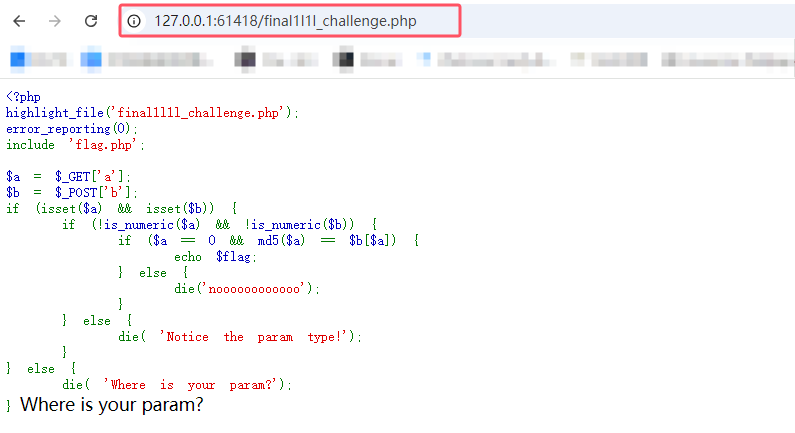 127.0.0.1:61418/final1l1l_challenge.php
<?php
highlight_file('final1l1l_challenge.php');
error_reporting(0);
include 'flag.php';
$a = $_GET['a'];
$b = $_POST['b'];
if (isset($a) && isset($b)) {
if (!is_numeric($a) && !is_numeric($b)) {
if ($a == 0 && md5($a) == $b[$a]) {
echo $flag;
} else {
die('noooooooooooo');
}
} else {
die( 'Notice the param type!');
}
} else {
die( 'Where is your param?');
} Where is your param?